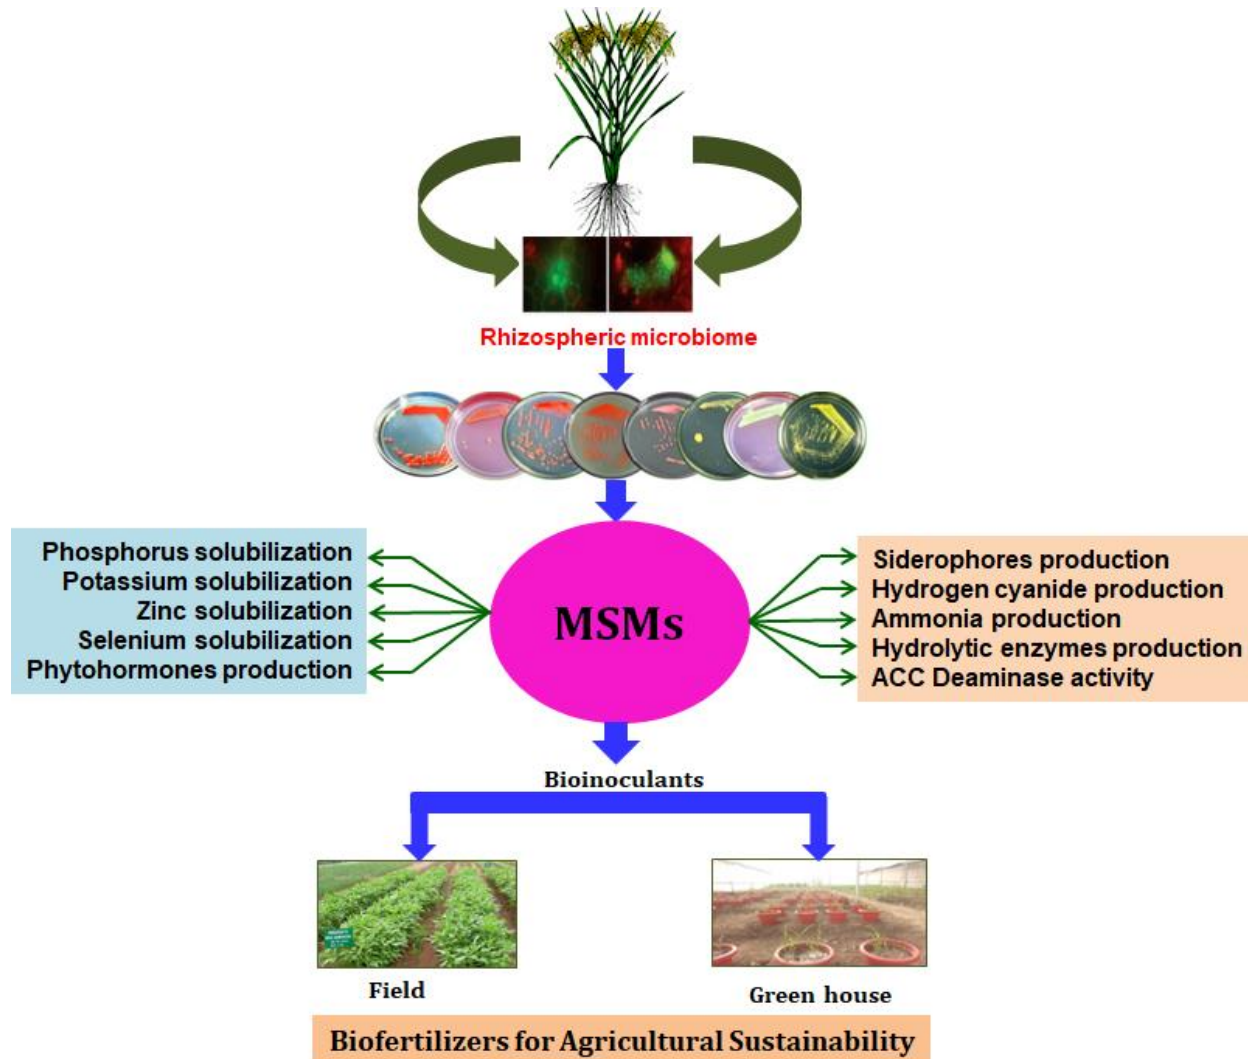 Rhizospheric microbiome
Phosphorus solubilization
Potassium solubilization
Zinc solubilization
Selenium solubilization
Phytohormones production
MSMs
Siderophores production
Hydrogen cyanide production
Ammonia production
Hydrolytic enzymes production
ACC Deaminase activity
Bioinoculants
Field
Green house
Biofertilizers for Agricultural Sustainability